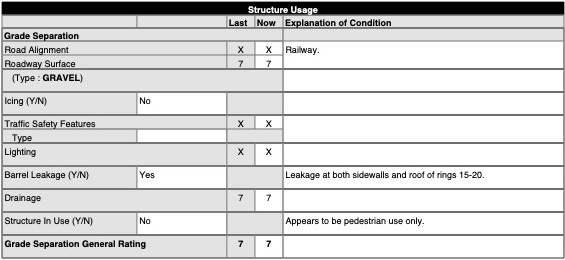 Structure Usage
Last Now Explanation of Condition
Grade Separation
Road Alignment X X Railway.
Roadway Surface 7 7
(Type : GRAVEL)
Icing (Y/N) No
Traffic Safety Features X X
Type
Lighting X X
Barrel Leakage (Y/N) Yes Leakage at both sidewalls and roof of rings 15-20.
Drainage 7 7
Structure In Use (Y/N) No Appears to be pedestrian use only.
Grade Separation General Rating 7 7